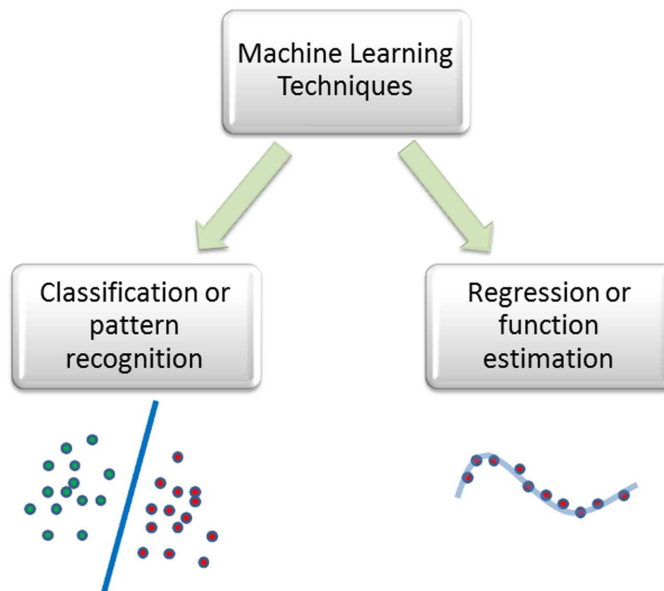 Machine Learning
Techniques
Classification or
pattern
recognition
Regression or
function
estimation